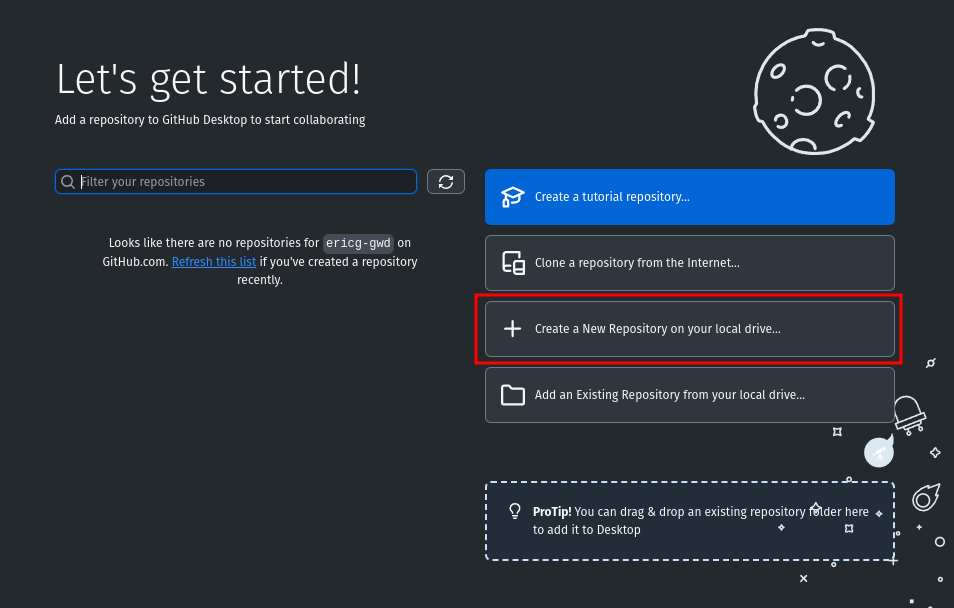 Let's get started!
Add a repository to GitHub Desktop to start collaborating
Filter your repositories
Looks like there are no repositories for ericg-gwd on
GitHub.com. Refresh this list if you've created a repository
recently.
Create a tutorial repository...
Clone a repository from the Internet...
Create a New Repository on your local drive...
Add an Existing Repository from your local drive...
ProTip! You can drag & drop an existing repository folder here
to add it to Desktop